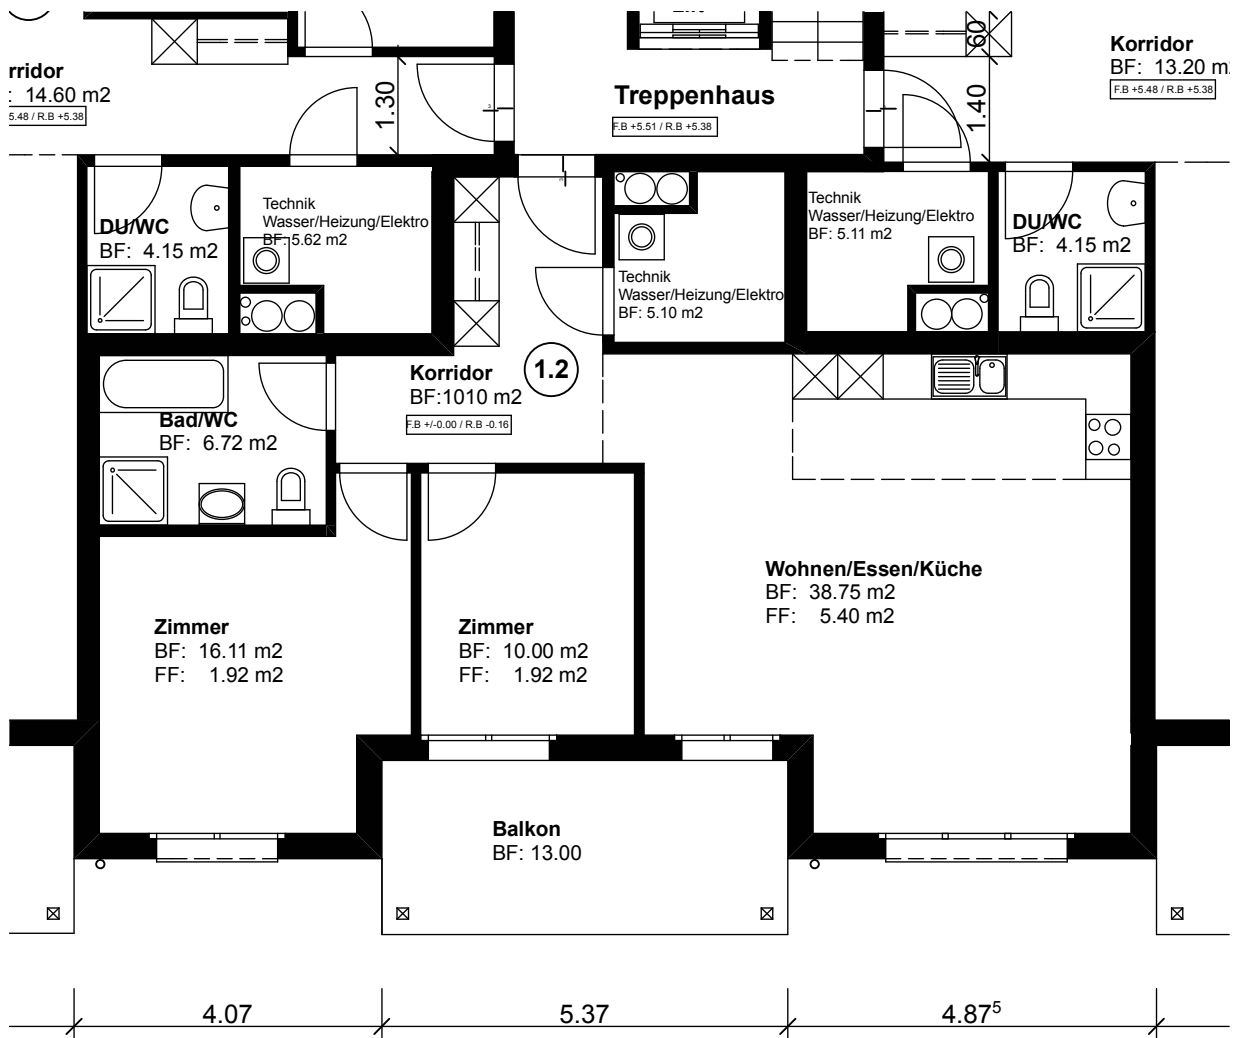 rridor
: 14.60 m2
5.48 / R.B +5.38
1.30
Treppenhaus
F.B +5.51 / R.B +5.38
60
1.40
Korridor
BF: 13.20 m
F.B +5.48 / R.B +5.38
DU/WC
BF: 4.15 m2
Technik
Wasser/Heizung/Elektro
BF: 5.62 m2
Technik
Wasser/Heizung/Elektro
BF: 5.10 m2
Technik
Wasser/Heizung/Elektro
BF: 5.11 m2
DU/WC
BF: 4.15 m2
Korridor
BF:1010 m2
F.B +/-0.00 / R.B -0.16
1.2
Bad/WC
BF: 6.72 m2
Wohnen/Essen/Küche
BF: 38.75 m2
FF: 5.40 m2
Zimmer
BF: 16.11 m2
FF: 1.92 m2
Zimmer
BF: 10.00 m2
FF: 1.92 m2
Balkon
BF: 13.00
4.07
5.37
4.87⁵